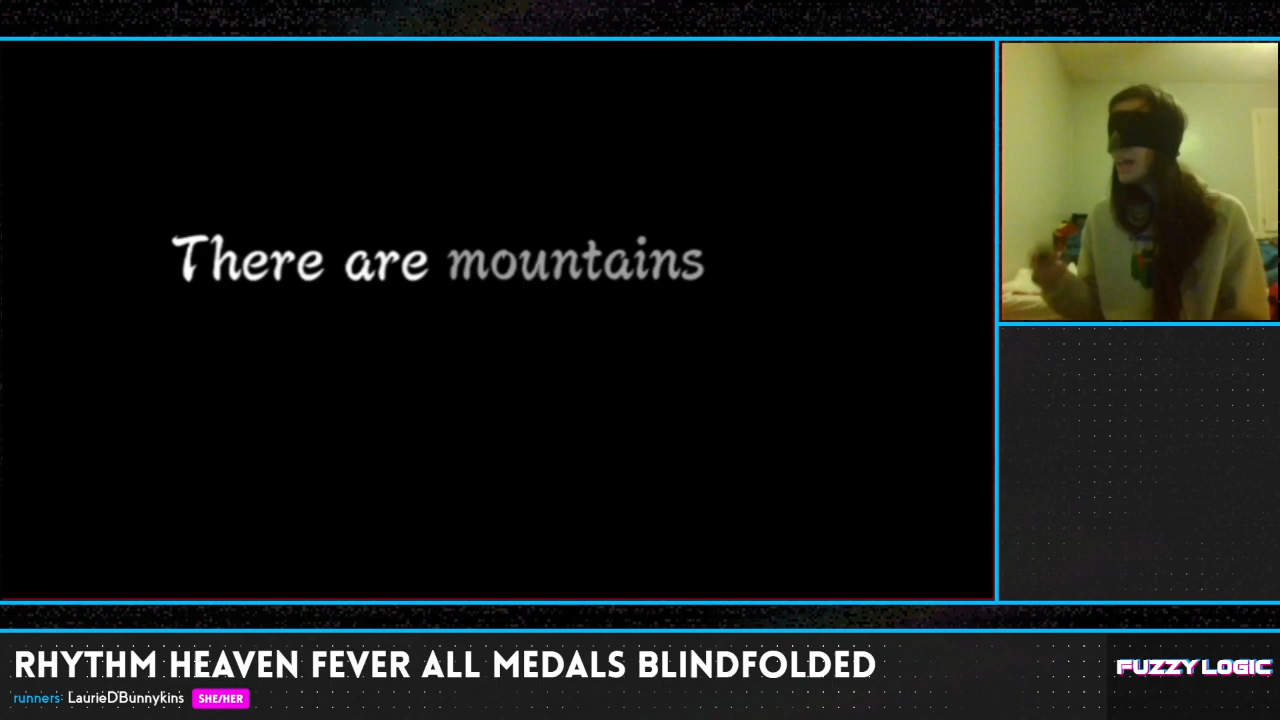 There are mountains
RHYTHM HEAVEN FEVER ALL MEDALS BLINDFOLDED
runners: LaurieDBunnykins SHE/HER
FUZZY LOGIC